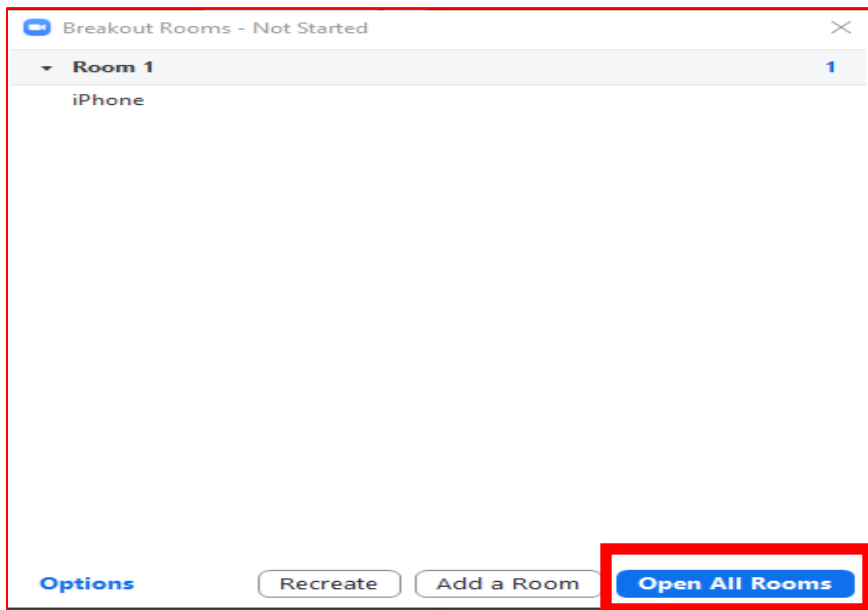 Breakout Rooms - Not Started
Room 1 1
iPhone
Options Recreate Add a Room Open All Rooms